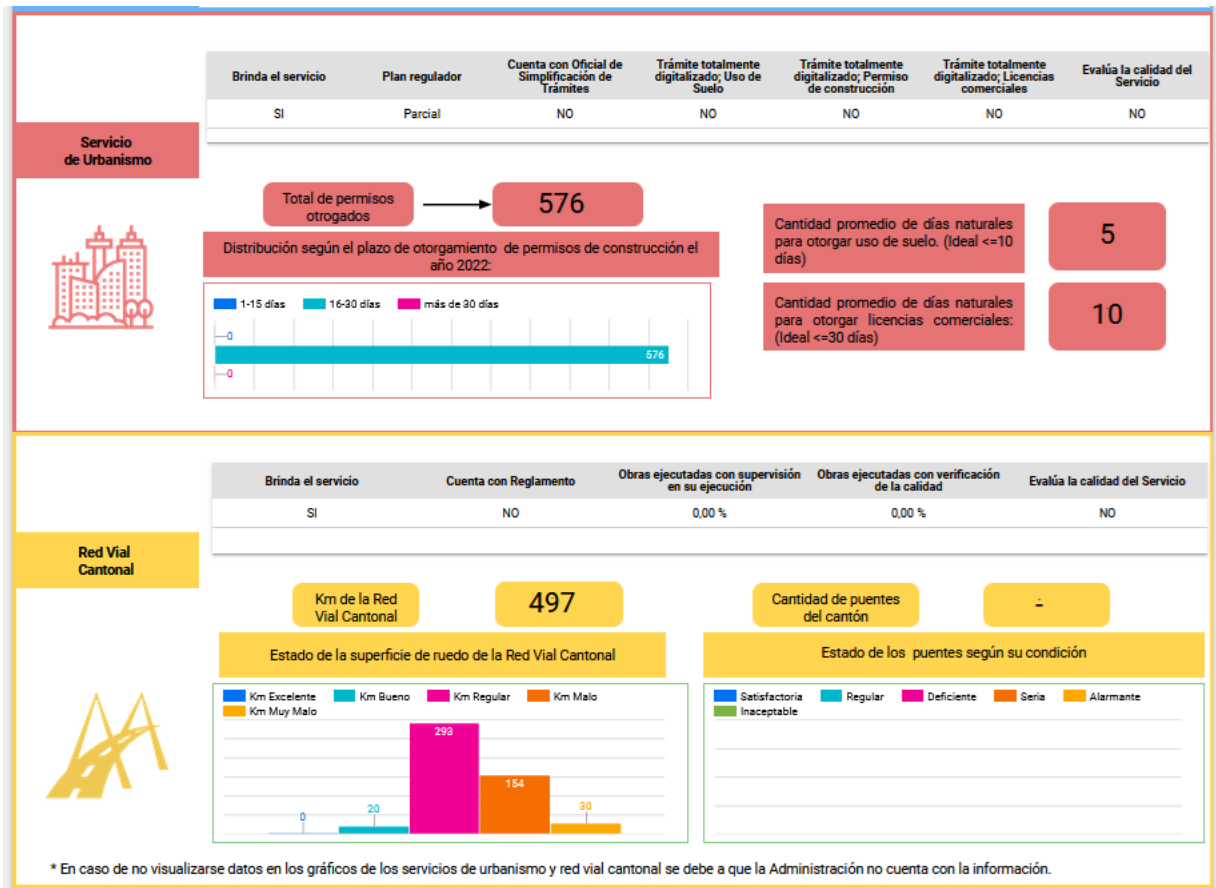 Brinda el servicio
Plan regulador
Cuenta con Oficial de
Simplificación de
Trámites
Trámite totalmente
digitalizado; Uso de
Suelo
Trámite totalmente
digitalizado; Permiso
de construcción
Trámite totalmente
digitalizado; Licencias
comerciales
Evalúa la calidad del
Servicio
SI
Parcial
NO
NO
NO
NO
NO
Servicio
de Urbanismo
Total de permisos
otrogados
576
Distribución según el plazo de otorgamiento de permisos de construcción el
año 2022:
1-15 días
16-30 días
más de 30 días
0
576
0
Cantidad promedio de días naturales
para otorgar uso de suelo. (Ideal <=10
días)
5
Cantidad promedio de días naturales
para otorgar licencias comerciales:
(Ideal <=30 días)
10
Brinda el servicio
Cuenta con Reglamento
Obras ejecutadas con supervisión
en su ejecución
Obras ejecutadas con verificación
de la calidad
Evalúa la calidad del Servicio
SI
NO
0,00 %
0,00 %
NO
Red Vial
Cantonal
Km de la Red
Vial Cantonal
497
Estado de la superficie de ruedo de la Red Vial Cantonal
Km Excelente
Km Bueno
Km Regular
Km Malo
Km Muy Malo
0
20
293
154
30
Cantidad de puentes
del cantón
-
Estado de los puentes según su condición
Satisfactoria
Regular
Deficiente
Seria
Alarmante
Inaceptable
* En caso de no visualizarse datos en los gráficos de los servicios de urbanismo y red vial cantonal se debe a que la Administración no cuenta con la información.